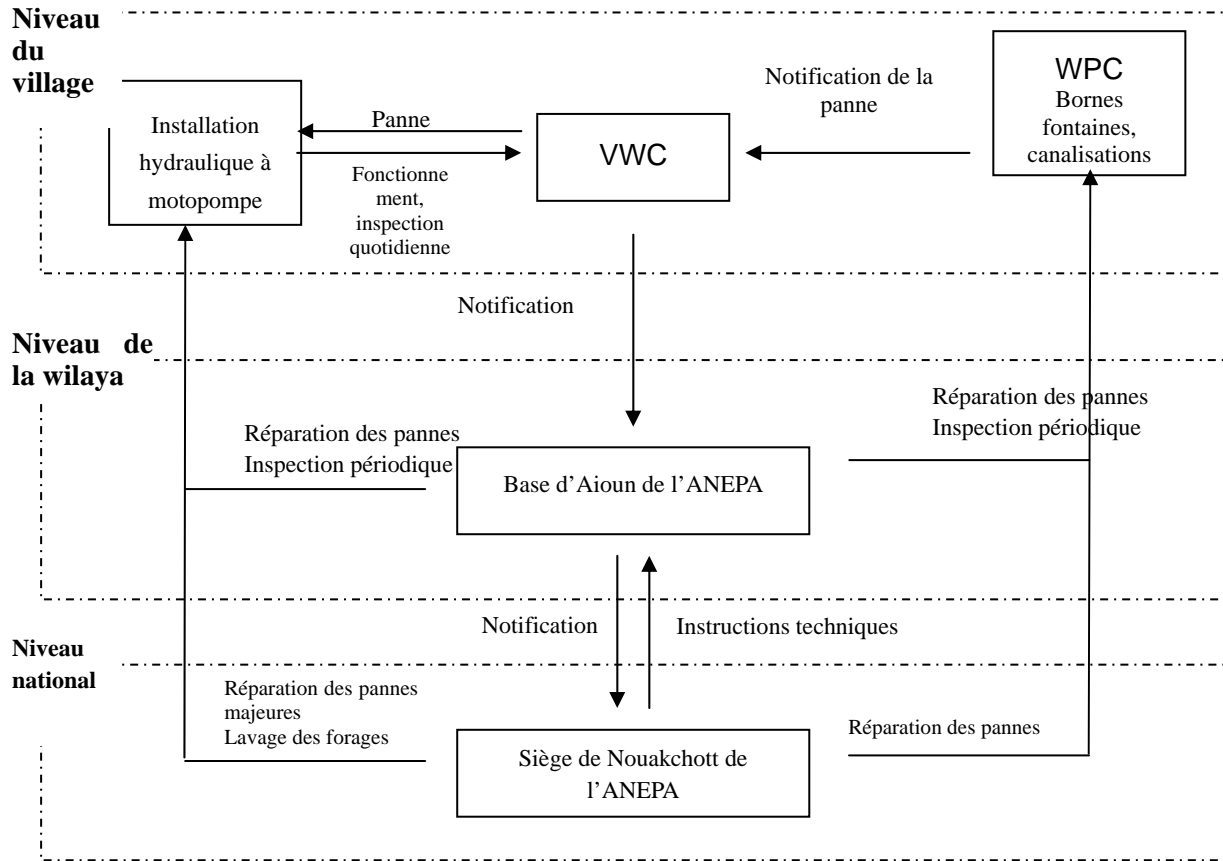 Niveau
du
village
Installation
hydraulique à
motopompe
Panne
Fonctionne
ment,
inspection
quotidienne
VWC
Notification de la
panne
WPC
Bornes
fontaines,
canalisations
Notification
Niveau de
la wilaya
Réparation des pannes
Inspection périodique
Base d’Aioun de l’ANEPA
Réparation des pannes
Inspection périodique
Notification
Instructions techniques
Niveau
national
Réparation des pannes
majeures
Lavage des forages
Siège de Nouakchott de
l’ANEPA
Réparation des pannes